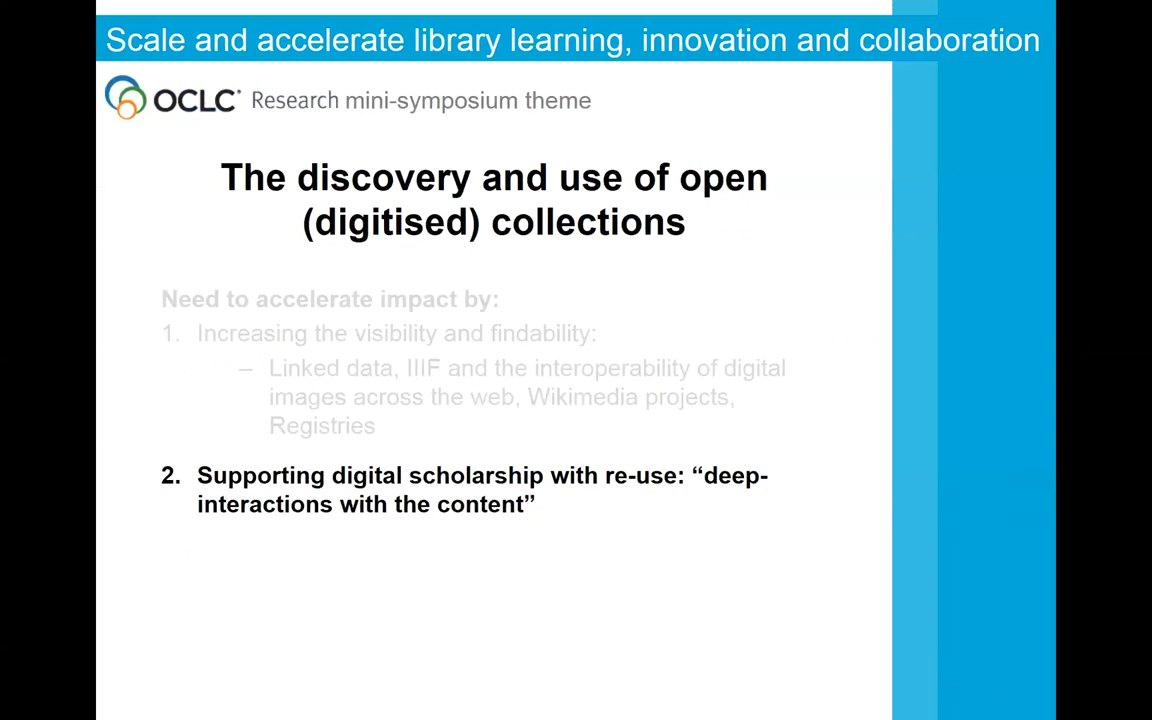 Scale and accelerate library learning, innovation and collaboration
OCLC® Research mini-symposium theme
The discovery and use of open
(digitised) collections
Need to accelerate impact by:
1. Increasing the visibility and findability:
– Linked data, IIIF and the interoperability of digital
images across the web, Wikimedia projects,
Registries
2. Supporting digital scholarship with re-use: “deep-
interactions with the content”